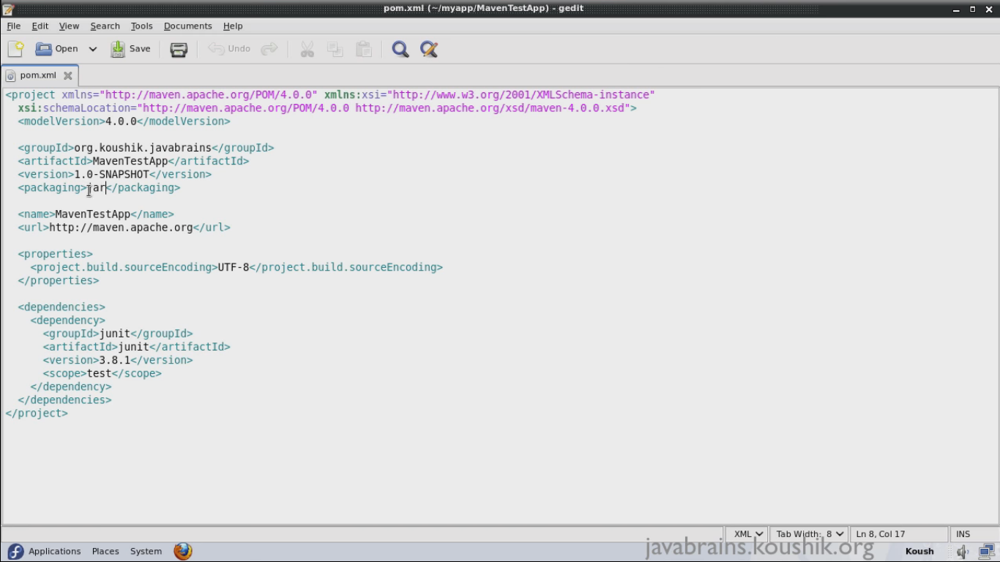 pom.xml (~/myapp/MavenTestApp) - gedit
File Edit View Search Tools Documents Help
Open Save Undo
pom.xml
<project xmlns="http://maven.apache.org/POM/4.0.0" xmlns:xsi="http://www.w3.org/2001/XMLSchema-instance"
  xsi:schemaLocation="http://maven.apache.org/POM/4.0.0 http://maven.apache.org/xsd/maven-4.0.0.xsd">
  <modelVersion>4.0.0</modelVersion>
  <groupId>org.koushik.javabrains</groupId>
  <artifactId>MavenTestApp</artifactId>
  <version>1.0-SNAPSHOT</version>
  <packaging>jar</packaging>
  <name>MavenTestApp</name>
  <url>http://maven.apache.org</url>
  <properties>
    <project.build.sourceEncoding>UTF-8</project.build.sourceEncoding>
  </properties>
  <dependencies>
    <dependency>
      <groupId>junit</groupId>
      <artifactId>junit</artifactId>
      <version>3.8.1</version>
      <scope>test</scope>
    </dependency>
  </dependencies>
</project>
XML Tab Width: 8 Ln 8, Col 17 INS
Applications Places System javabrains.koushik.org Koush